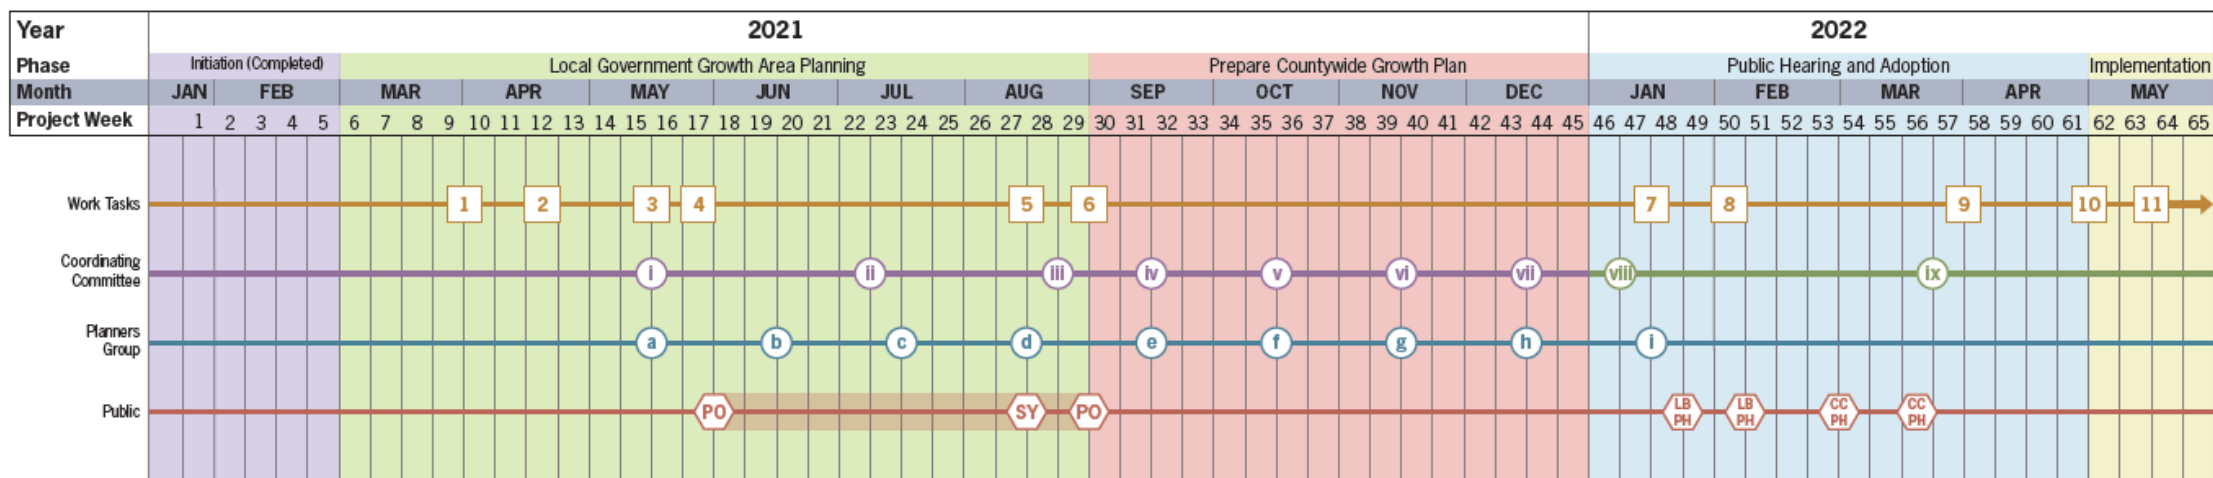 Year 2021 2022
Phase Initiation (Completed) Local Government Growth Area Planning Prepare Countywide Growth Plan Public Hearing and Adoption Implementation
Month JAN FEB MAR APR MAY JUN JUL AUG SEP OCT NOV DEC JAN FEB MAR APR MAY
Project Week 1 2 3 4 5 6 7 8 9 10 11 12 13 14 15 16 17 18 19 20 21 22 23 24 25 26 27 28 29 30 31 32 33 34 35 36 37 38 39 40 41 42 43 44 45 46 47 48 49 50 51 52 53 54 55 56 57 58 59 60 61 62 63 64 65
Work Tasks 1 2 3 4 5 6 7 8 9 10 11
Coordinating
Committee i ii iii iv v vi vii viii ix
Planners
Group a b c d e f g h i
Public PO SY PO LB PH LB PH CC PH CC PH